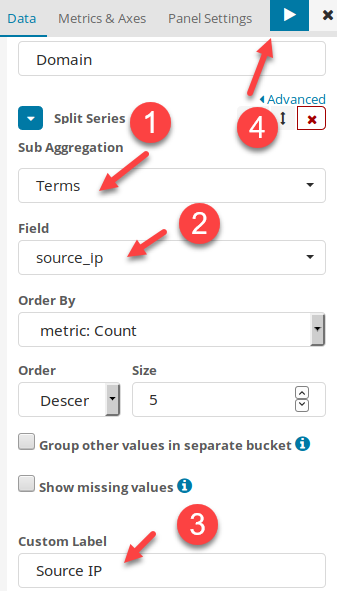 Data Metrics & Axes Panel Settings
Domain
Advanced
Split Series 1 4
Sub Aggregation
Terms
2
Field
source_ip
Order By
metric: Count
Order Size
Descer 5
Group other values in separate bucket
Show missing values
3
Custom Label
Source IP